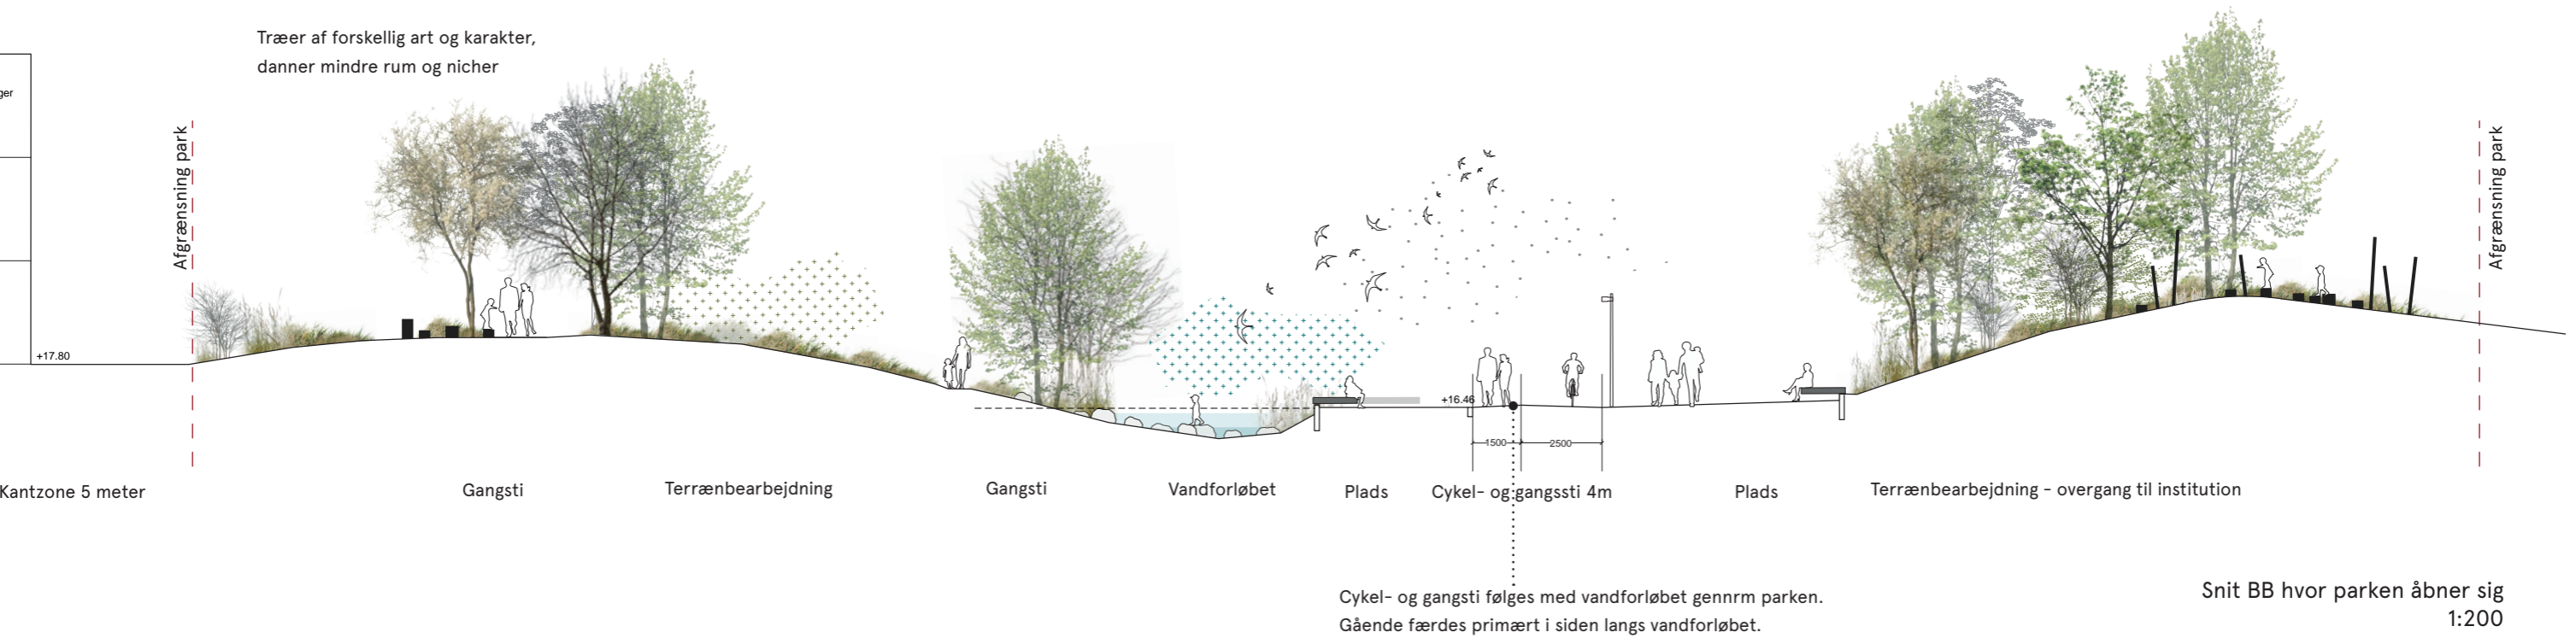 Træer af forskellig art og karakter,
danner mindre rum og nicher
ger
Afgrænsning park
Afgrænsning park
+17.80
+16.46
1500
2500
Kantzone 5 meter
Gangsti
Terrænbearbejdning
Gangsti
Vandforløbet
Plads
Cykel- og gangssti 4m
Plads
Terrænbearbejdning - overgang til institution
Cykel- og gangsti følges med vandforløbet gennrm parken.
Gående færdes primært i siden langs vandforløbet.
Snit BB hvor parken åbner sig
1:200